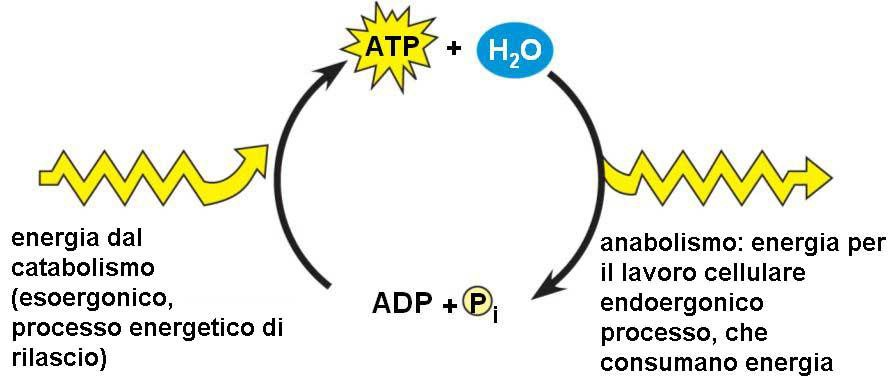 ATP + H₂O
energia dal
catabolismo
(esoergonico,
processo energetico di
rilascio)
ADP + Pi
anabolismo: energia per
il lavoro cellulare
endoergonico
processo, che
consumano energia